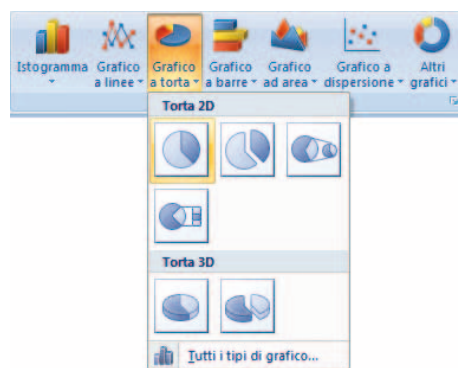 Istogramma Grafico Grafico Grafico Grafico Grafico a Altri
a linee a torta a barre ad area dispersione grafici
Torta 2D
Torta 3D
Tutti i tipi di grafico...